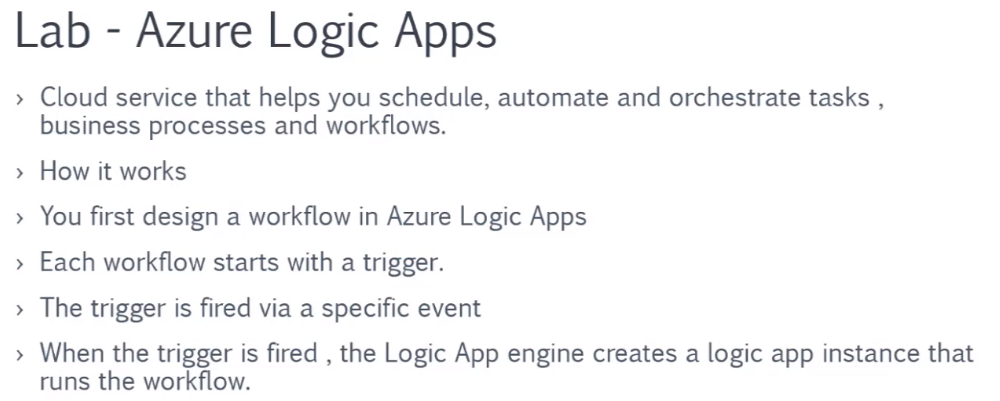 Lab - Azure Logic Apps
› Cloud service that helps you schedule, automate and orchestrate tasks ,
business processes and workflows.
› How it works
› You first design a workflow in Azure Logic Apps
› Each workflow starts with a trigger.
› The trigger is fired via a specific event
› When the trigger is fired , the Logic App engine creates a logic app instance that
runs the workflow.